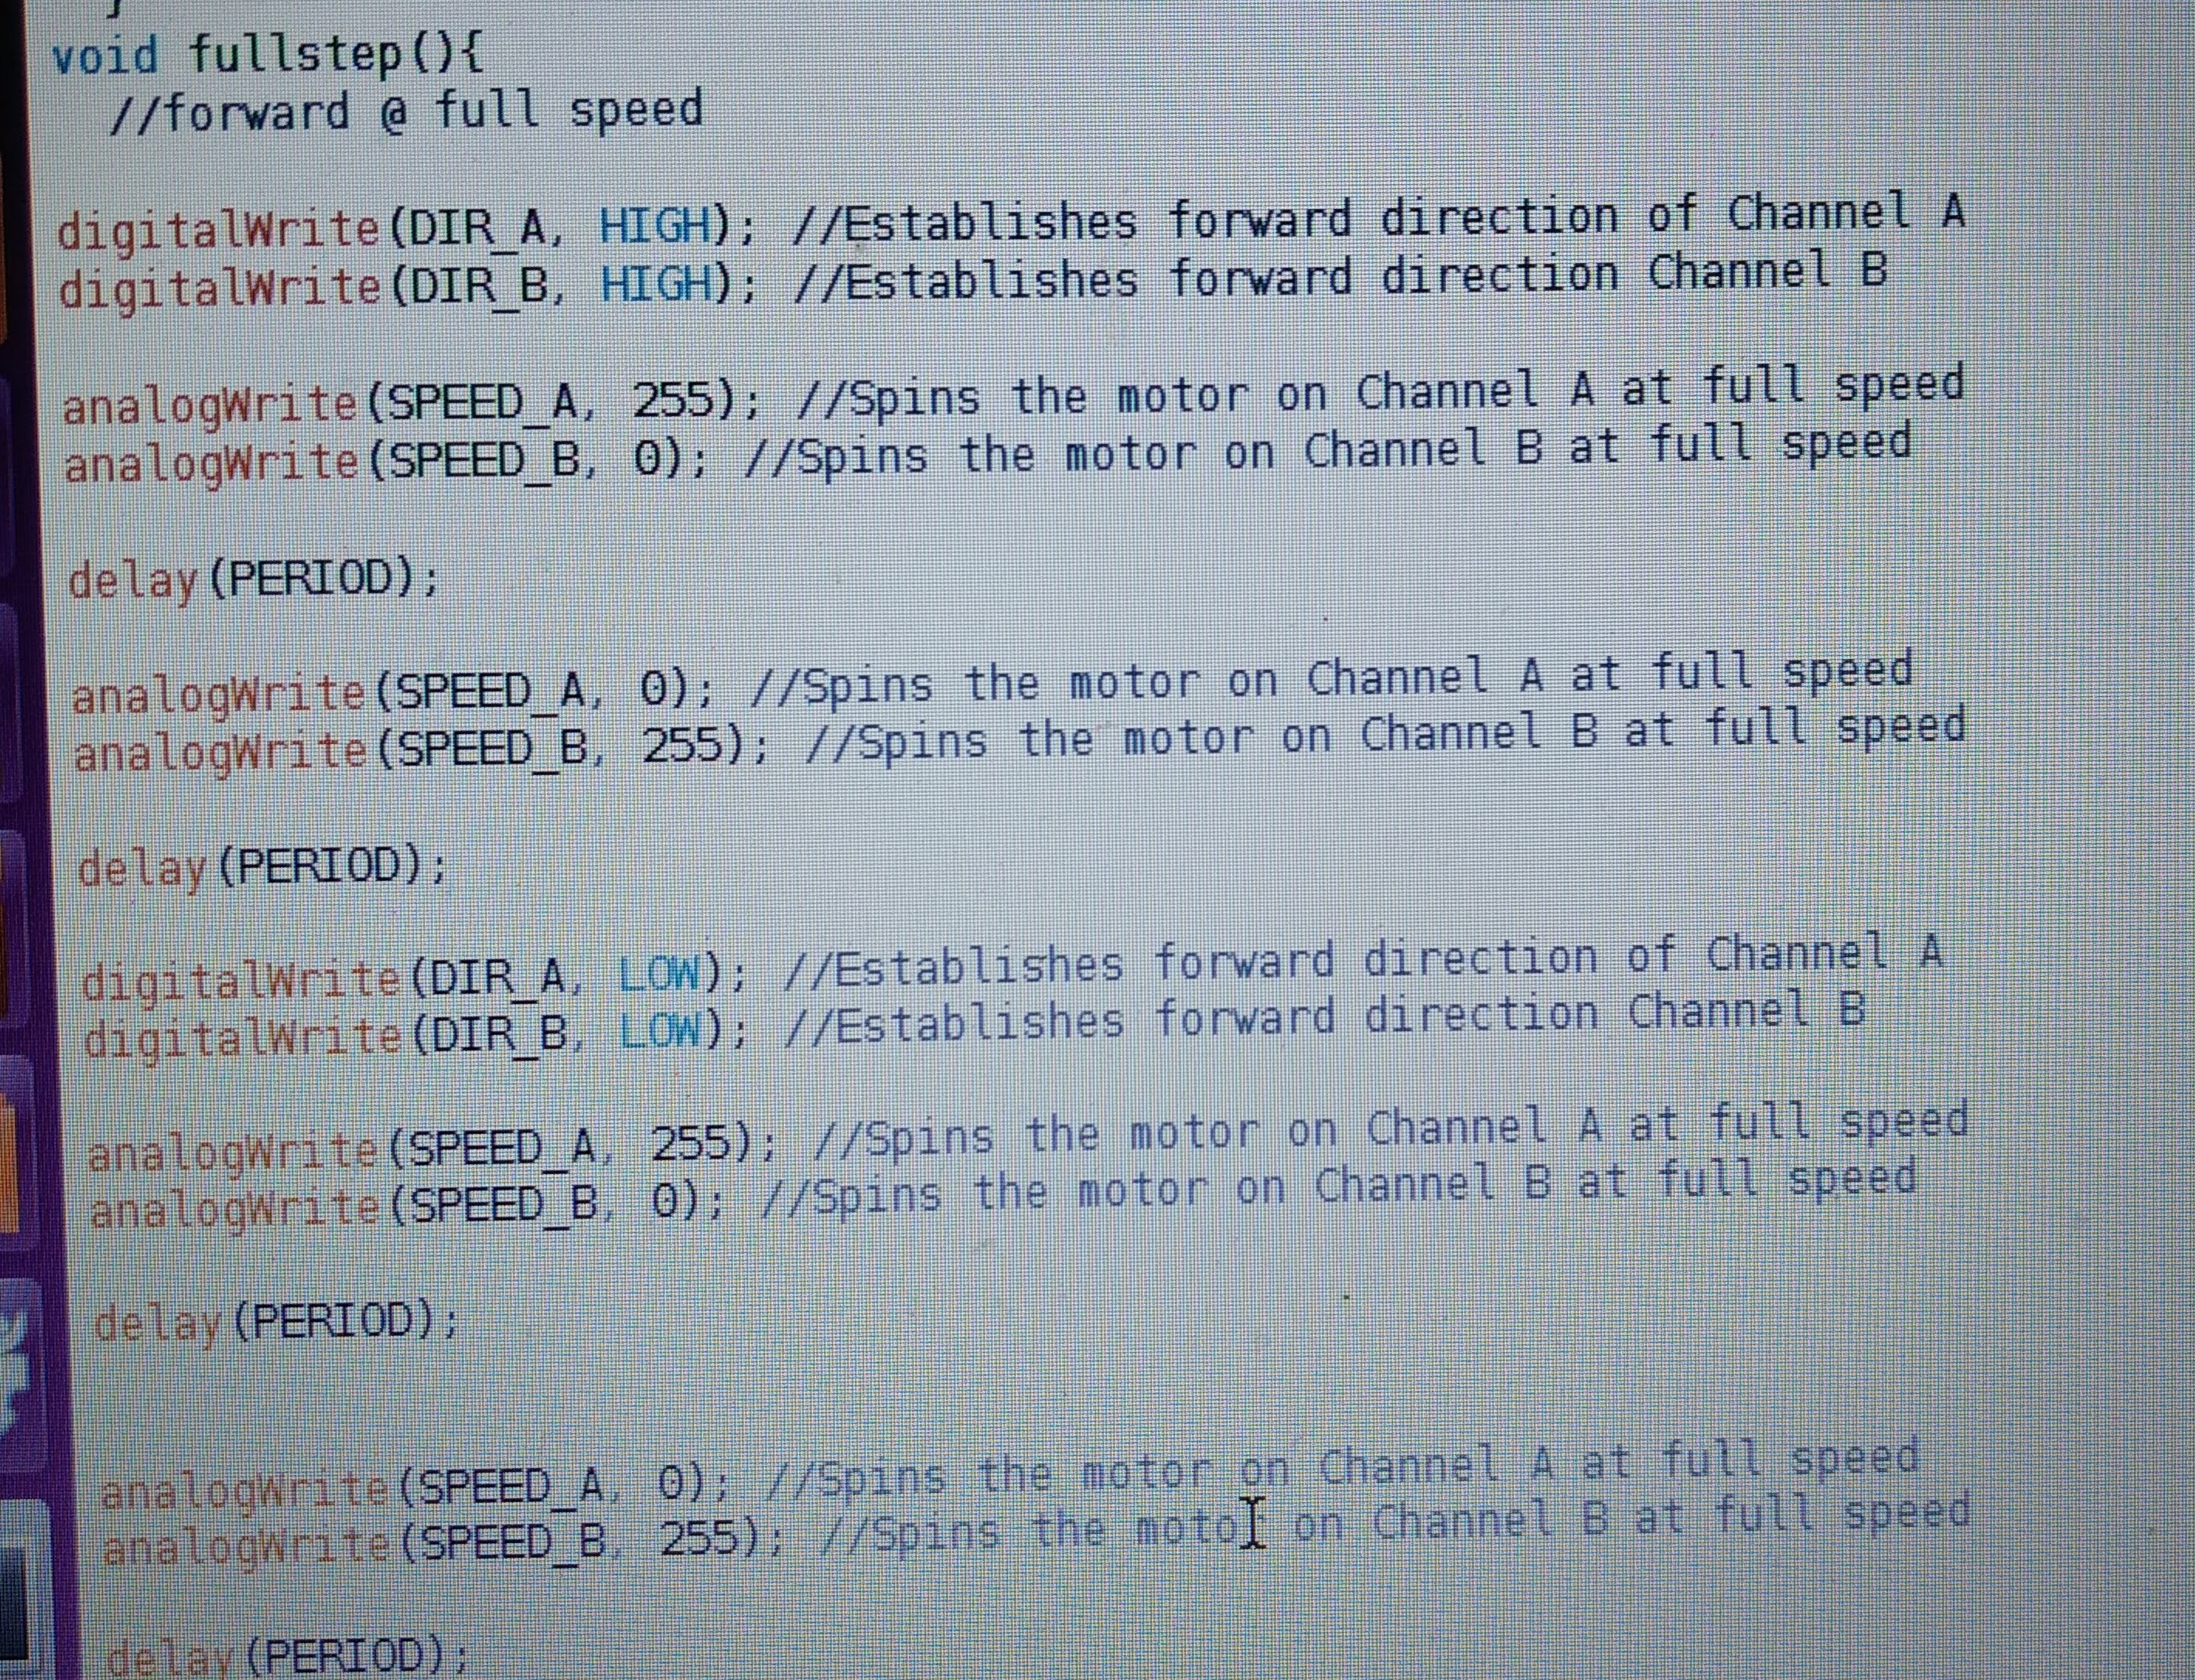 }
void fullstep(){
//forward @ full speed
digitalWrite(DIR_A, HIGH); //Establishes forward direction of Channel A
digitalWrite(DIR_B, HIGH); //Establishes forward direction Channel B
analogWrite(SPEED_A, 255); //Spins the motor on Channel A at full speed
analogWrite(SPEED_B, 0); //Spins the motor on Channel B at full speed
delay(PERIOD);
analogWrite(SPEED_A, 0); //Spins the motor on Channel A at full speed
analogWrite(SPEED_B, 255); //Spins the motor on Channel B at full speed
delay(PERIOD);
digitalWrite(DIR_A, LOW); //Establishes forward direction of Channel A
digitalWrite(DIR_B, LOW); //Establishes forward direction Channel B
analogWrite(SPEED_A, 255); //Spins the motor on Channel A at full speed
analogWrite(SPEED_B, 0); //Spins the motor on Channel B at full speed
delay(PERIOD);
analogWrite(SPEED_A, 0); //Spins the motor on Channel A at full speed
analogWrite(SPEED_B, 255); //Spins the motor on Channel B at full speed
delay(PERIOD);